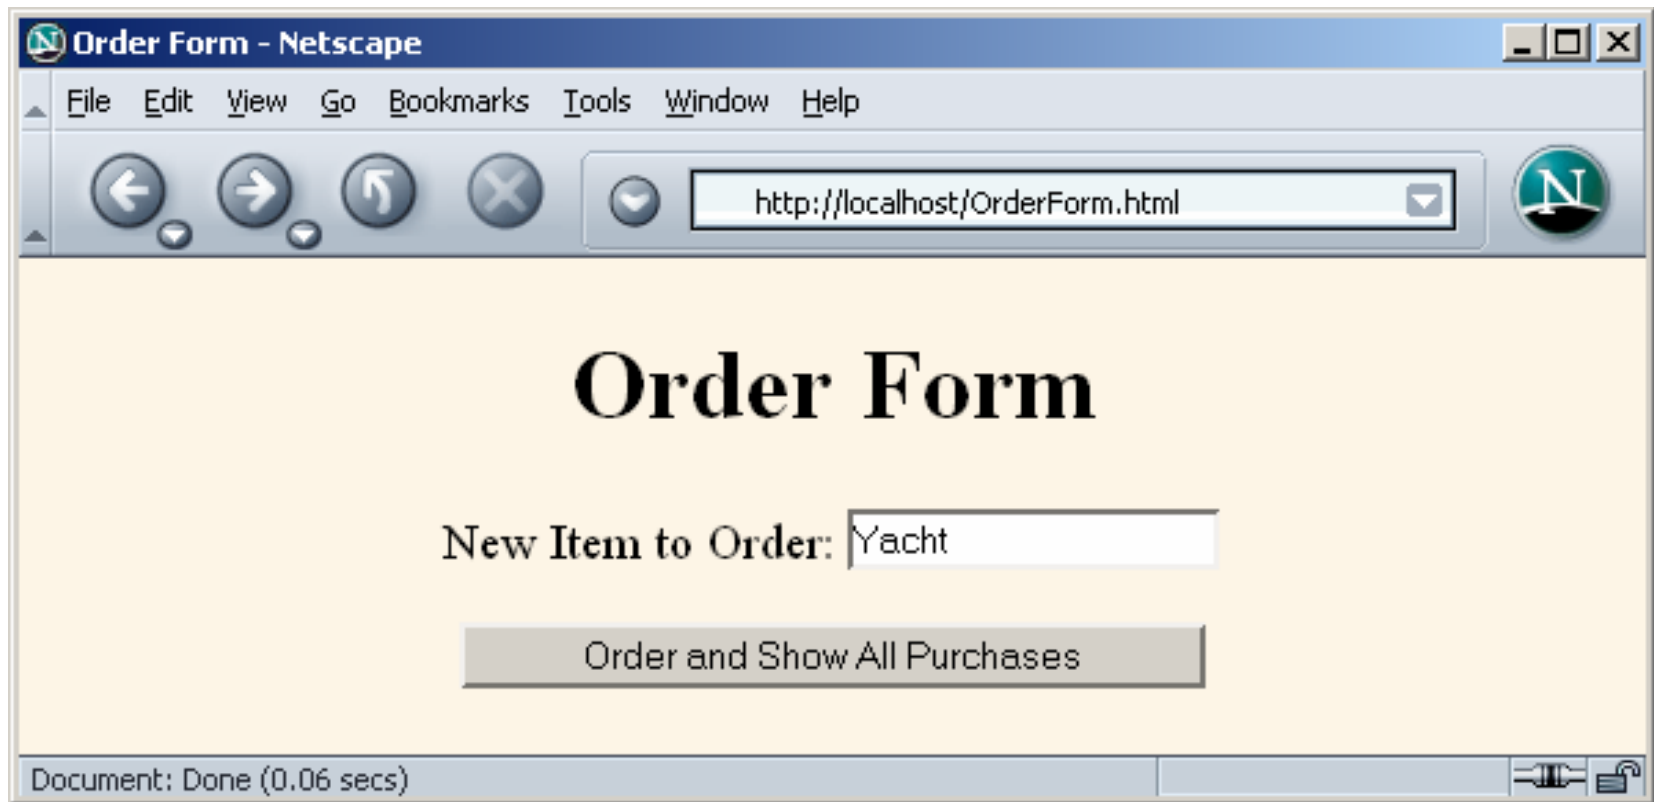 Order Form - Netscape
File Edit View Go Bookmarks Tools Window Help
http://localhost/OrderForm.html
N
Order Form
New Item to Order: Yacht
Order and Show All Purchases
Document: Done (0.06 secs)